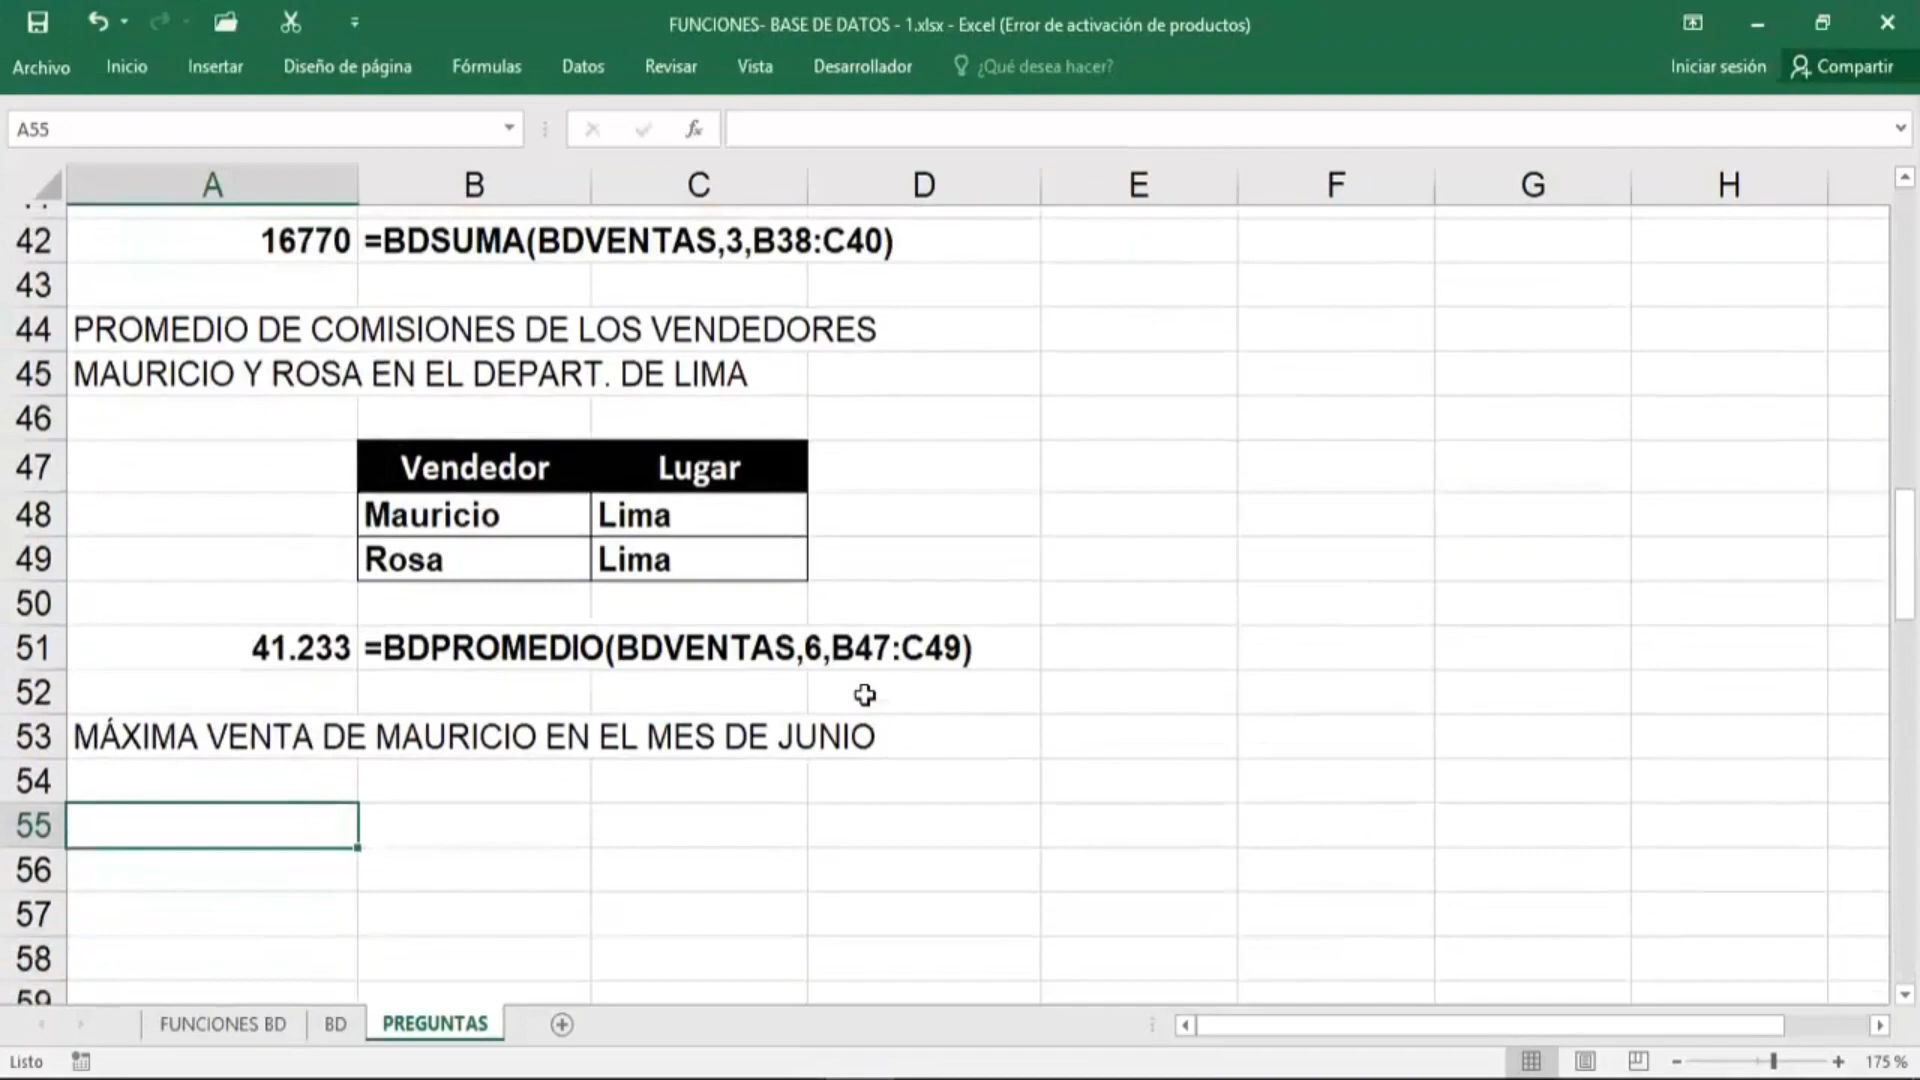 FUNCIONES- BASE DE DATOS - 1.xlsx - Excel (Error de activación de productos)
Archivo Inicio Insertar Diseño de página Fórmulas Datos Revisar Vista Desarrollador ¿Qué desea hacer? Iniciar sesión Compartir
A55 fx
A B C D E F G H
42 16770 =BDSUMA(BDVENTAS,3,B38:C40)
43
44 PROMEDIO DE COMISIONES DE LOS VENDEDORES
45 MAURICIO Y ROSA EN EL DEPART. DE LIMA
46
47 Vendedor Lugar
48 Mauricio Lima
49 Rosa Lima
50
51 41.233 =BDPROMEDIO(BDVENTAS,6,B47:C49)
52
53 MÁXIMA VENTA DE MAURICIO EN EL MES DE JUNIO
54
55
56
57
58
59
FUNCIONES BD BD PREGUNTAS
Listo 175 %